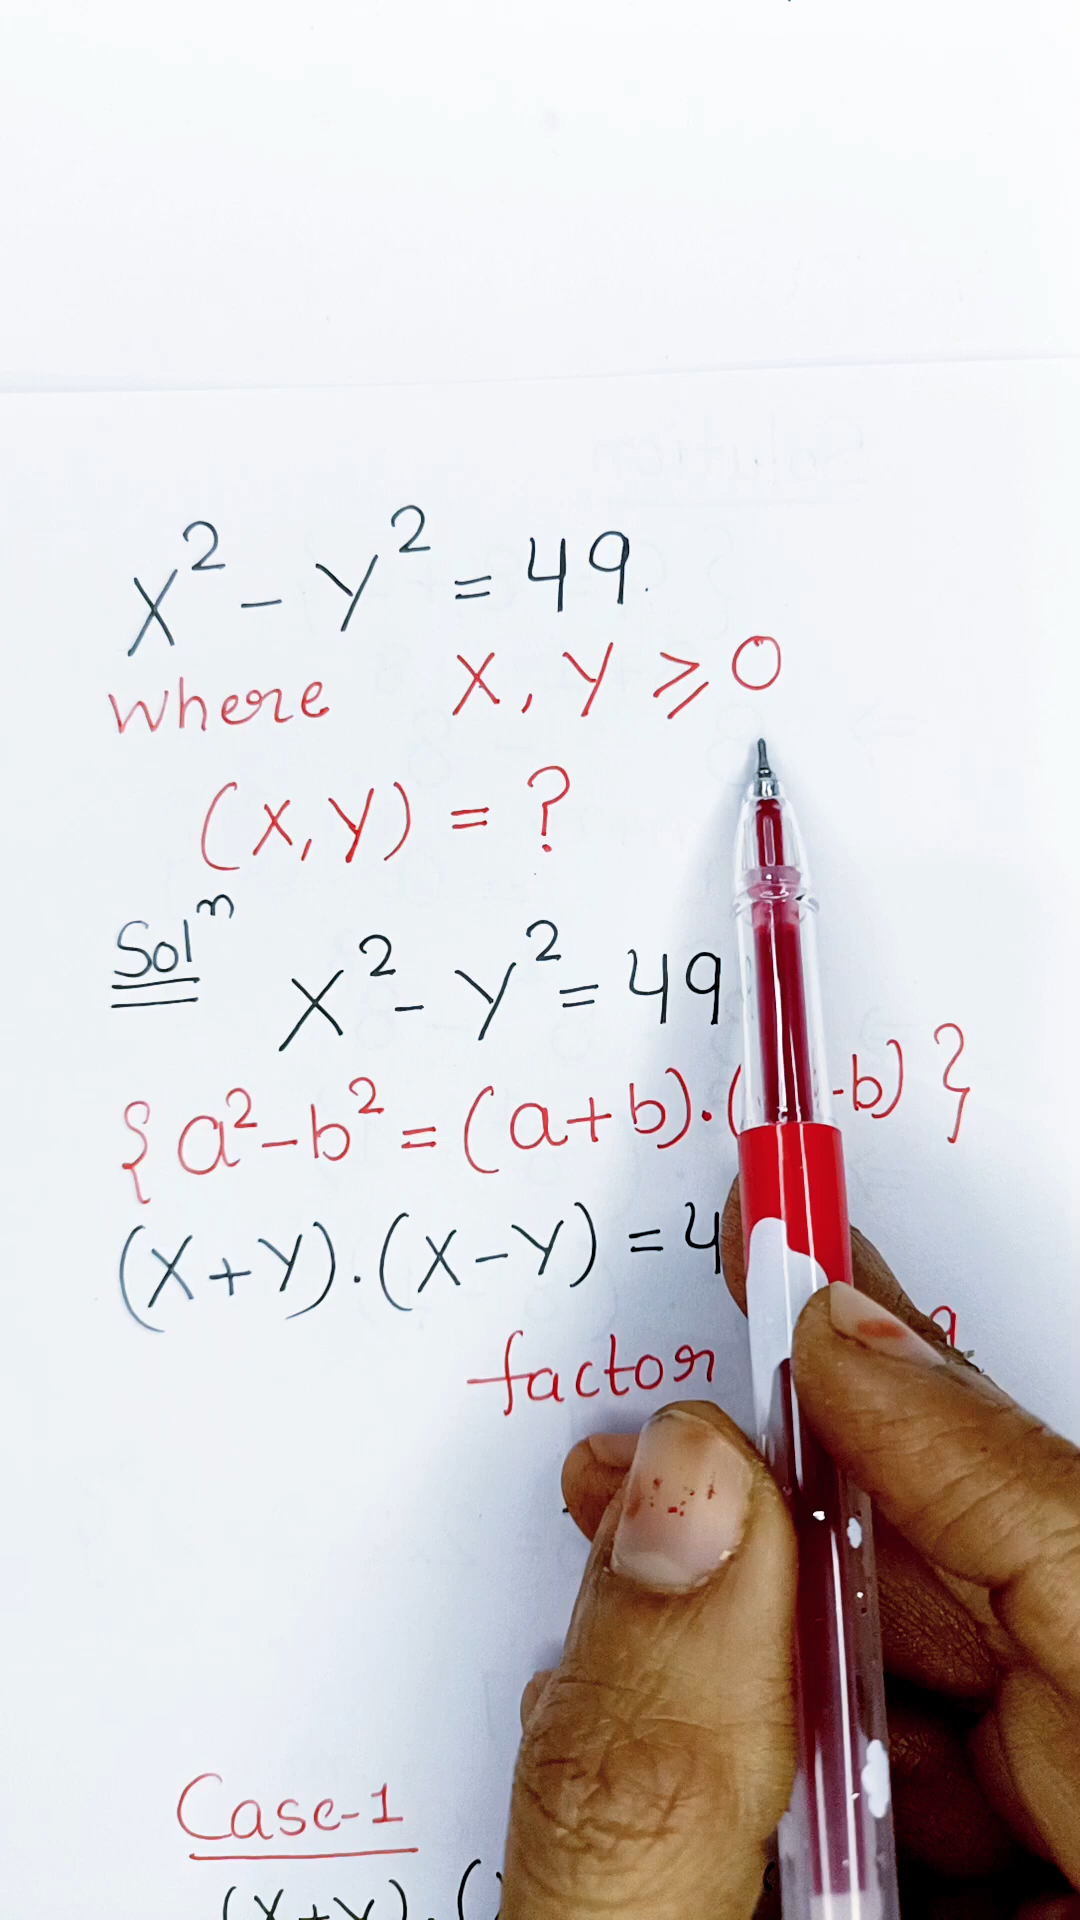 x² - y² = 49.
where x, y ⩾ 0
(x, y) = ?
Solⁿ x² - y² = 49
{ a² - b² = (a + b).( -b) }
(x + y).(x - y) = 4
factor
Case-1
(x + y).(